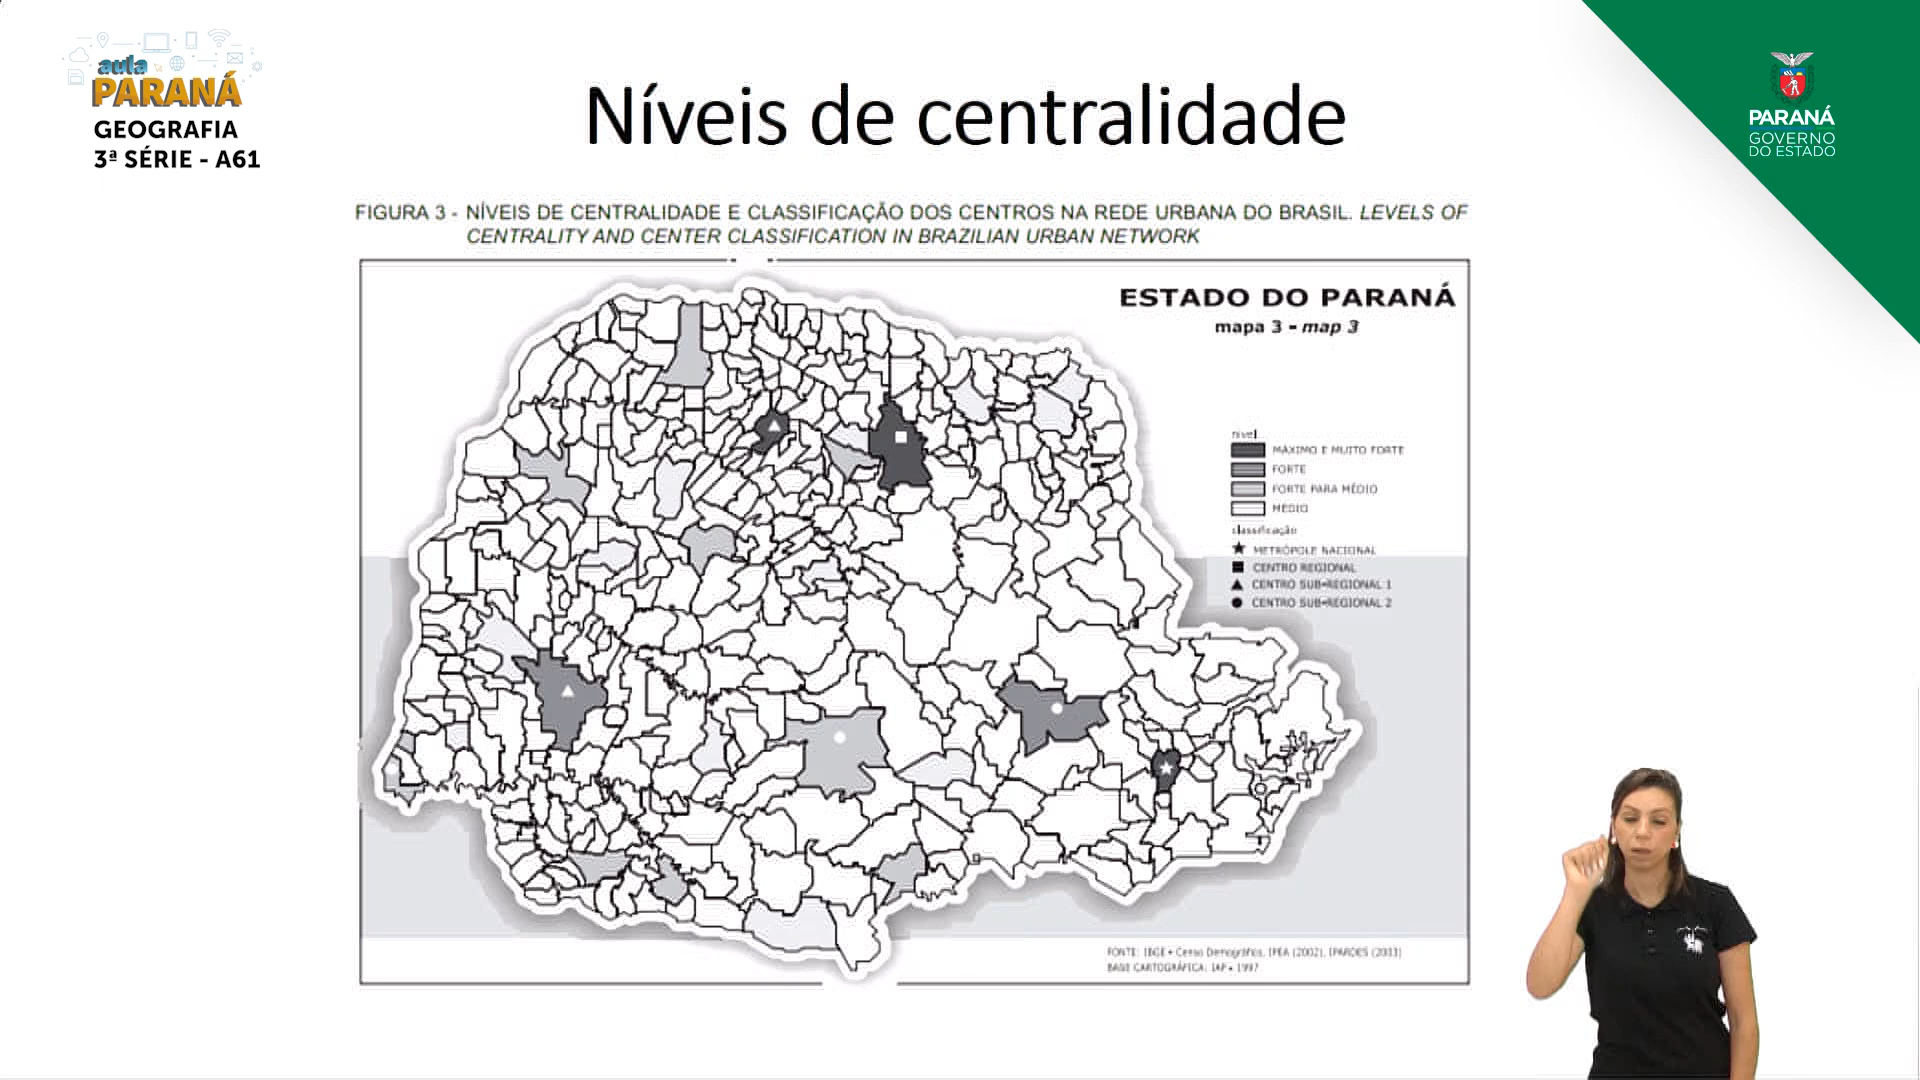 aula
PARANÁ
GEOGRAFIA
3ª SÉRIE - A61
Níveis de centralidade
PARANÁ
GOVERNO
DO ESTADO
FIGURA 3 - NÍVEIS DE CENTRALIDADE E CLASSIFICAÇÃO DOS CENTROS NA REDE URBANA DO BRASIL. LEVELS OF
CENTRALITY AND CENTER CLASSIFICATION IN BRAZILIAN URBAN NETWORK
ESTADO DO PARANÁ
mapa 3 - map 3
nível
MÁXIMO E MUITO FORTE
FORTE
FORTE PARA MÉDIO
MÉDIO
classificação
METRÓPOLE NACIONAL
CENTRO REGIONAL
CENTRO SUB-REGIONAL 1
CENTRO SUB-REGIONAL 2
FONTE: IBGE - Censo Demográfico, IPEA (2002), IPARDES (2003)
BASE CARTOGRÁFICA: IAP - 1997